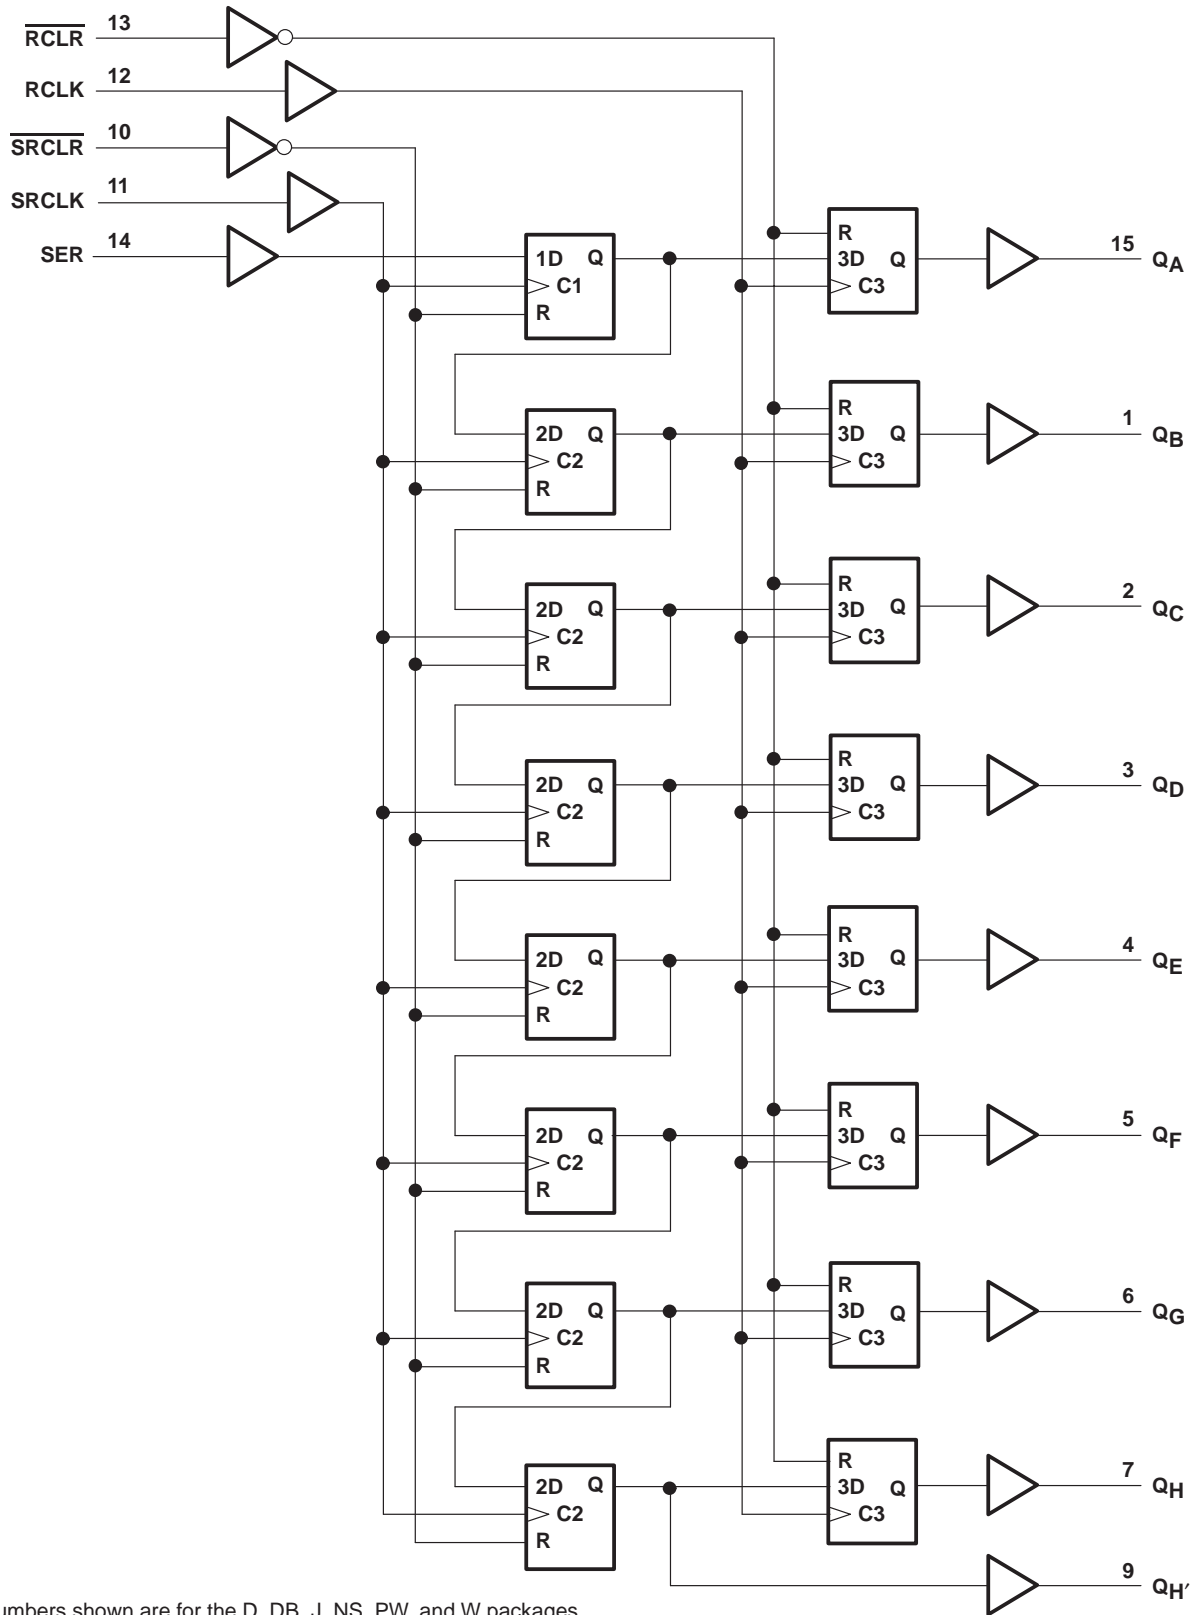 RCLR 13
RCLK 12
SRCLR 10
SRCLK 11
SER 14
1D Q
C1
R
R
3D Q
C3
15 QA
2D Q
C2
R
R
3D Q
C3
1 QB
2D Q
C2
R
R
3D Q
C3
2 QC
2D Q
C2
R
R
3D Q
C3
3 QD
2D Q
C2
R
R
3D Q
C3
4 QE
2D Q
C2
R
R
3D Q
C3
5 QF
2D Q
C2
R
R
3D Q
C3
6 QG
2D Q
C2
R
R
3D Q
C3
7 QH
9 QH′
numbers shown are for the D, DB, J, NS, PW, and W packages